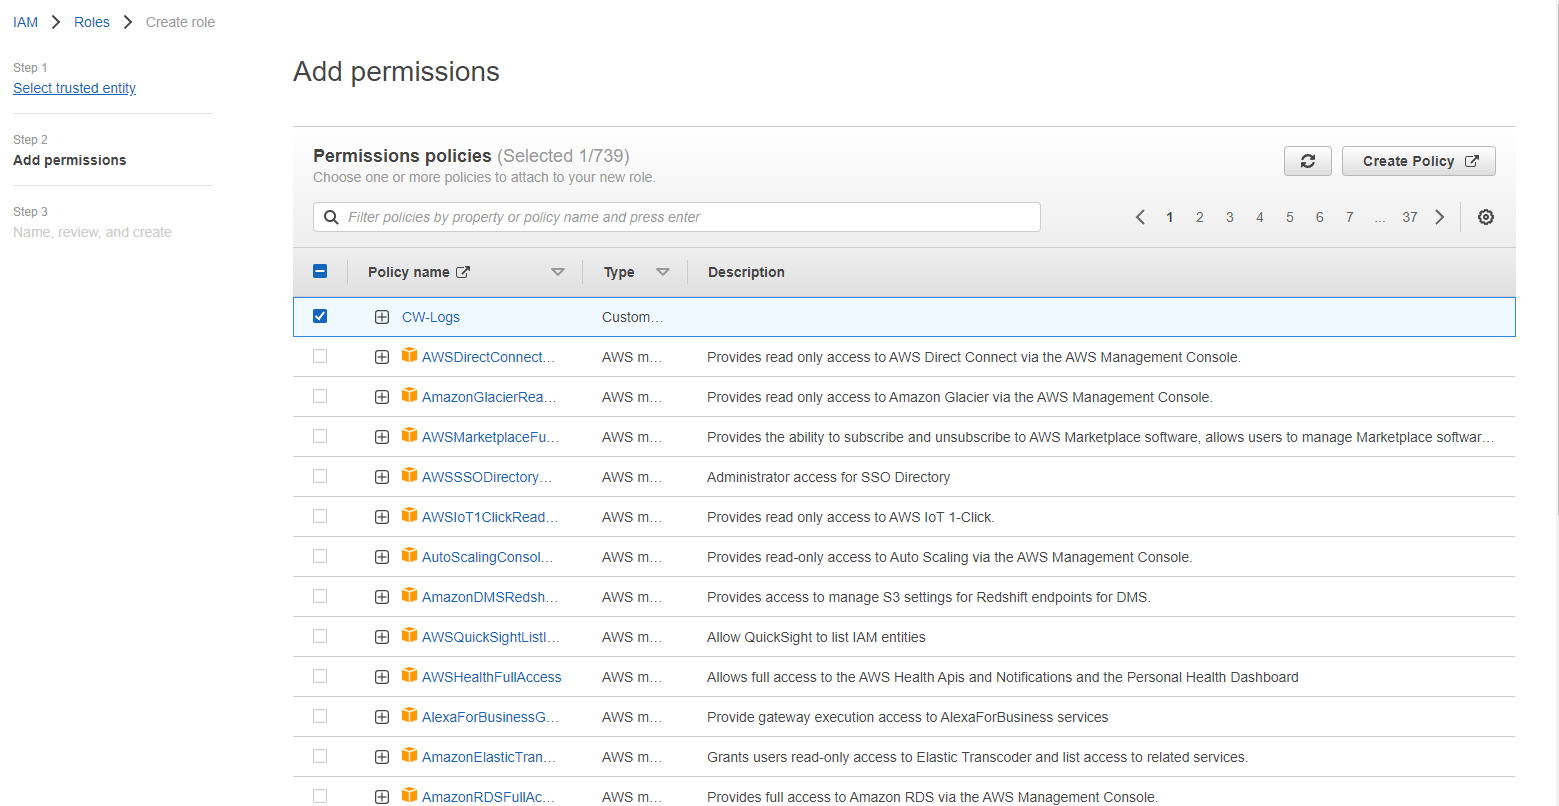 IAM > Roles > Create role
Step 1
Select trusted entity
Step 2
Add permissions
Step 3
Name, review, and create
Add permissions
Permissions policies (Selected 1/739)
Choose one or more policies to attach to your new role.
Create Policy
Filter policies by property or policy name and press enter
1 2 3 4 5 6 7 ... 37
Policy name Type Description
CW-Logs Custom…
AWSDirectConnect… AWS m… Provides read only access to AWS Direct Connect via the AWS Management Console.
AmazonGlacierRea… AWS m… Provides read only access to Amazon Glacier via the AWS Management Console.
AWSMarketplaceFu… AWS m… Provides the ability to subscribe and unsubscribe to AWS Marketplace software, allows users to manage Marketplace softwar…
AWSSSODirectory… AWS m… Administrator access for SSO Directory
AWSIoT1ClickRead… AWS m… Provides read only access to AWS IoT 1-Click.
AutoScalingConsol… AWS m… Provides read-only access to Auto Scaling via the AWS Management Console.
AmazonDMSRedsh… AWS m… Provides access to manage S3 settings for Redshift endpoints for DMS.
AWSQuickSightListI… AWS m… Allow QuickSight to list IAM entities
AWSHealthFullAccess AWS m… Allows full access to the AWS Health Apis and Notifications and the Personal Health Dashboard
AlexaForBusinessG… AWS m… Provide gateway execution access to AlexaForBusiness services
AmazonElasticTran… AWS m… Grants users read-only access to Elastic Transcoder and list access to related services.
AmazonRDSFullAc… AWS m… Provides full access to Amazon RDS via the AWS Management Console.